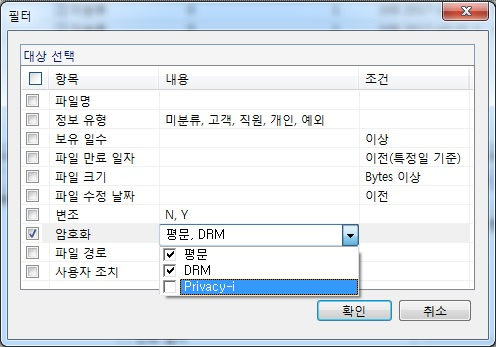 필터
대상 선택
항목 내용 조건
파일명
정보 유형 미분류, 고객, 직원, 개인, 예외
보유 일수 이상
파일 만료 일자 이전(특정일 기준)
파일 크기 Bytes 이상
파일 수정 날짜 이전
변조 N, Y
암호화 평문, DRM
파일 경로 평문
사용자 조치 DRM
Privacy-i
확인 취소